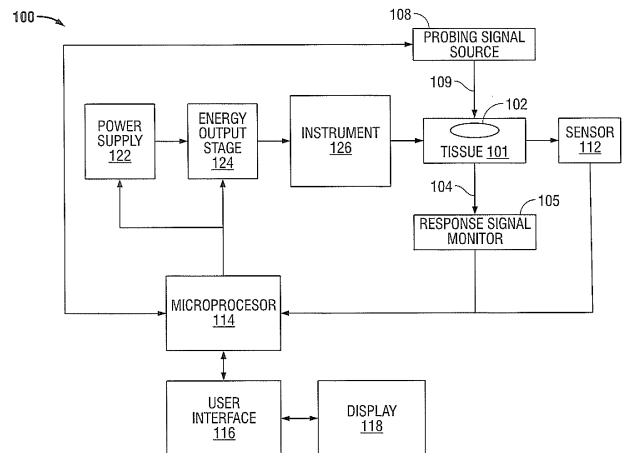 100
108
PROBING SIGNAL
SOURCE
109
102
POWER
SUPPLY
122
ENERGY
OUTPUT
STAGE
124
INSTRUMENT
126
TISSUE 101
SENSOR
112
104
105
RESPONSE SIGNAL
MONITOR
MICROPROCESOR
114
USER
INTERFACE
116
DISPLAY
118